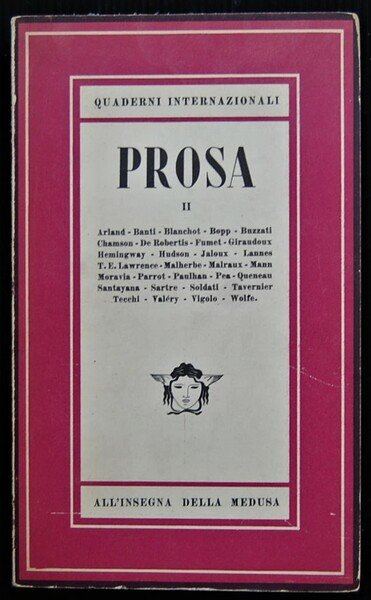 QUADERNI INTERNAZIONALI
PROSA
II
Arland - Banti - Blanchot - Bopp - Buzzati
Chamson - De Robertis - Fumet - Giraudoux
Hemingway - Hudson - Jaloux - Lannes
T. E. Lawrence - Malherbe - Malraux - Mann
Moravia - Parrot - Paulhan - Pea - Queneau
Santayana - Sartre - Soldati - Tavernier
Tecchi - Valéry - Vigolo - Wolfe.
ALL'INSEGNA DELLA MEDUSA